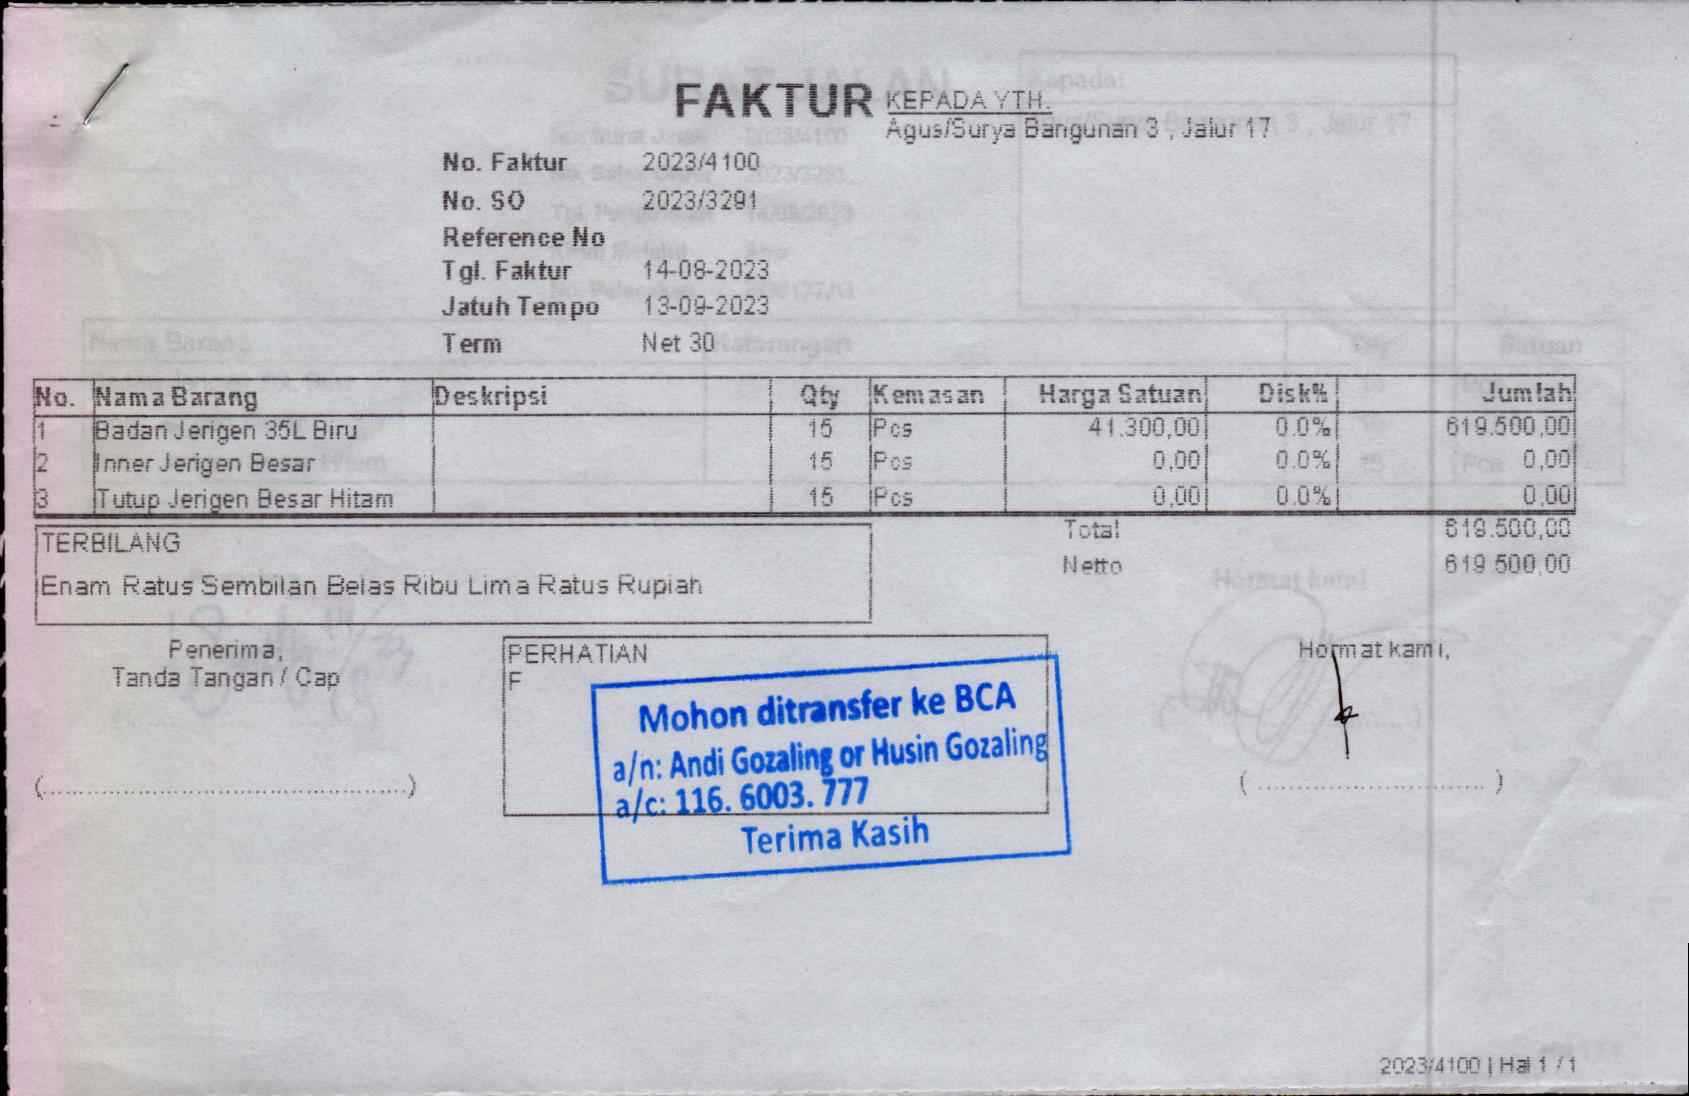 FAKTUR
KEPADA YTH.
Agus/Surya Bangunan 3 , Jalur 17
No. Faktur 2023/4100
No. SO 2023/3291
Reference No
Tgl. Faktur 14-08-2023
Jatuh Tempo 13-09-2023
Term Net 30
No. Nama Barang Deskripsi Qty Kemasan Harga Satuan Disk% Jumlah
1 Badan Jerigen 35L Biru 15 Pcs 41.300,00 0.0% 619.500,00
2 Inner Jerigen Besar 15 Pcs 0,00 0.0% 0,00
3 Tutup Jerigen Besar Hitam 15 Pcs 0,00 0.0% 0,00
Total 619.500,00
Netto 619.500,00
TERBILANG
Enam Ratus Sembilan Belas Ribu Lima Ratus Rupiah
Penerima,
Tanda Tangan / Cap
(..........................................)
PERHATIAN
F
Mohon ditransfer ke BCA
a/n: Andi Gozaling or Husin Gozaling
a/c: 116. 6003. 777
Terima Kasih
Hormat kami,
( .......................... )
2023/4100 | Hal 1 / 1